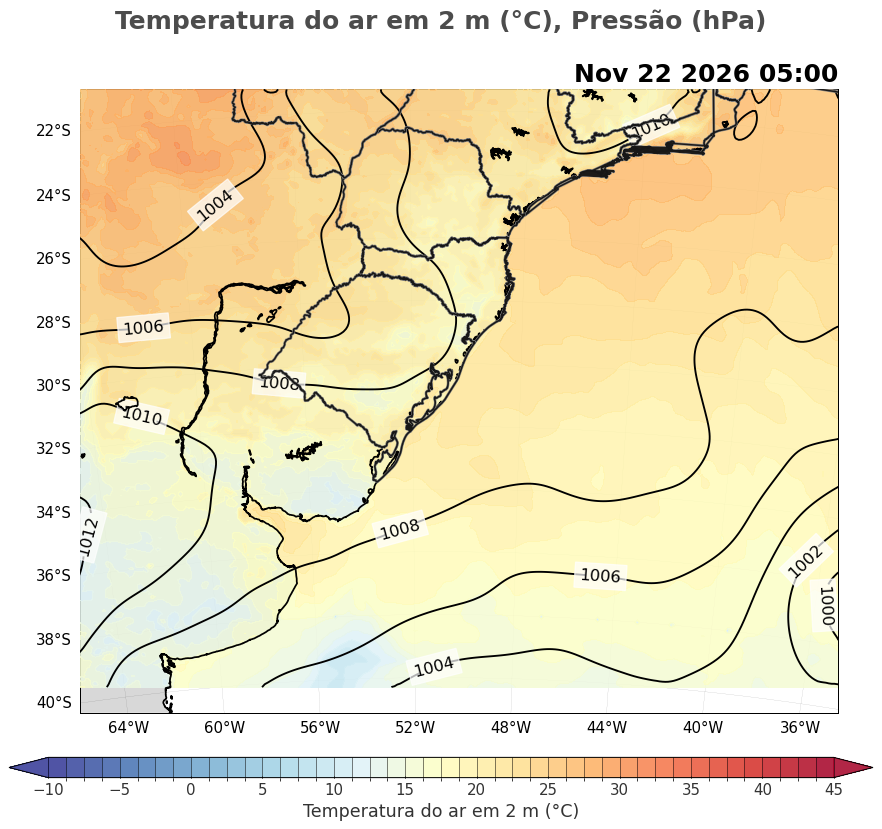 Temperatura do ar em 2 m (°C), Pressão (hPa)
Nov 22 2026 05:00
22°S
24°S
26°S
28°S
30°S
32°S
34°S
36°S
38°S
40°S
1010
1004
1006
1008
1010
1012
1008
1006
1002
1000
1004
64°W 60°W 56°W 52°W 48°W 44°W 40°W 36°W
−10 −5 0 5 10 15 20 25 30 35 40 45
Temperatura do ar em 2 m (°C)